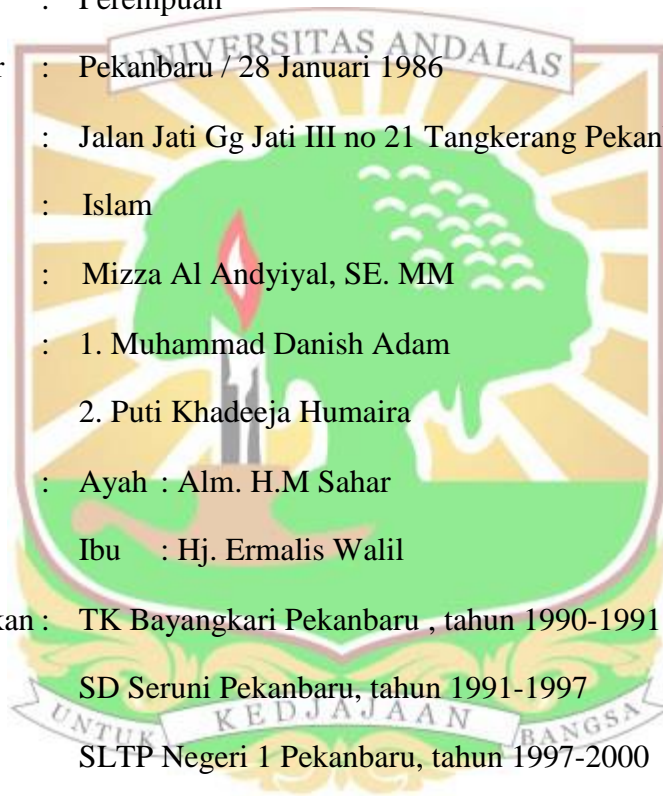 : Perempuan
UNIVERSITAS ANDALAS
r : Pekanbaru / 28 Januari 1986
: Jalan Jati Gg Jati III no 21 Tangkerang Pekan
: Islam
: Mizza Al Andyiyal, SE. MM
: 1. Muhammad Danish Adam
2. Puti Khadeeja Humaira
: Ayah : Alm. H.M Sahar
Ibu : Hj. Ermalis Walil
kan : TK Bayangkari Pekanbaru , tahun 1990-1991
SD Seruni Pekanbaru, tahun 1991-1997
UNTUK KEDJAJAAN BANGSA
SLTP Negeri 1 Pekanbaru, tahun 1997-2000